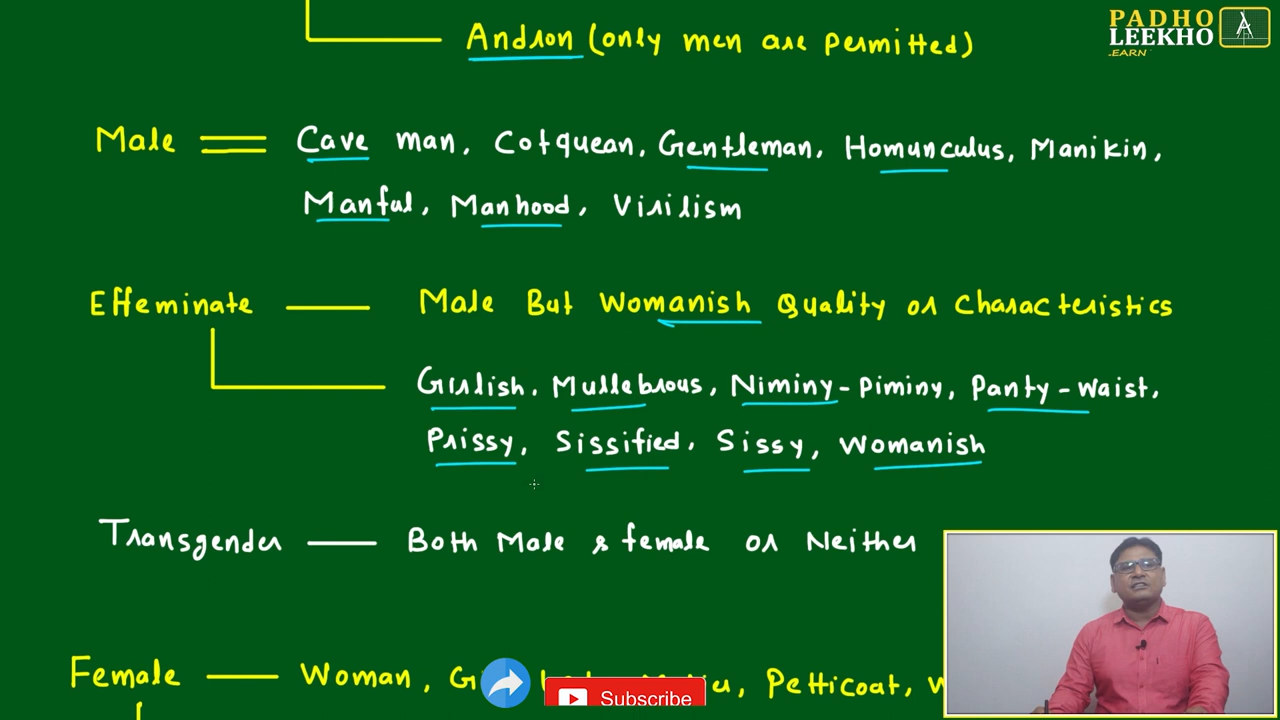 PADHO
LEEKHO
.EARN
Andron (only men are permitted)
Male = Cave man, Cotquean, Gentleman, Homunculus, Manikin,
Manful, Manhood, Virilism
Effeminate — Male But Womanish Quality or Characteristics
Girlish, Mullebrous, Niminy-Piminy, Panty-waist,
Prissy, Sissified, Sissy, Womanish
Transgender — Both Male & female or Neither
Female — Woman, Petticoat,
Subscribe